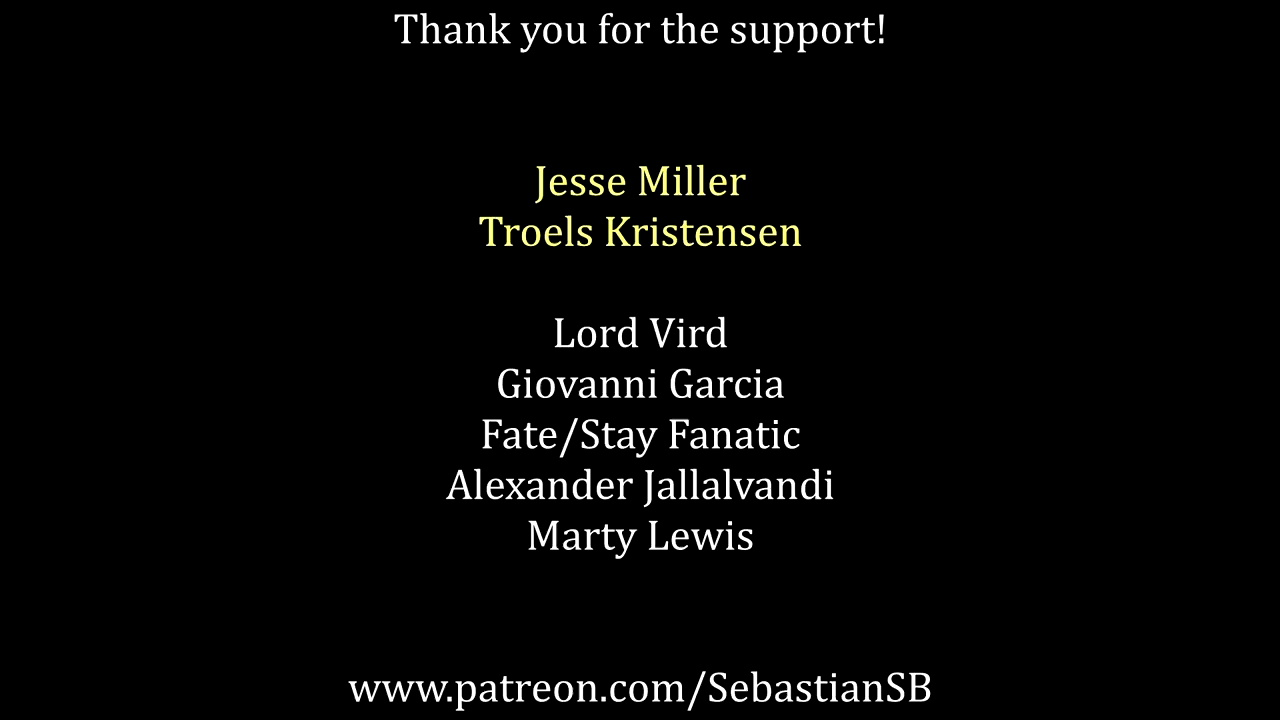 Thank you for the support!
Jesse Miller
Troels Kristensen
Lord Vird
Giovanni Garcia
Fate/Stay Fanatic
Alexander Jallalvandi
Marty Lewis
www.patreon.com/SebastianSB